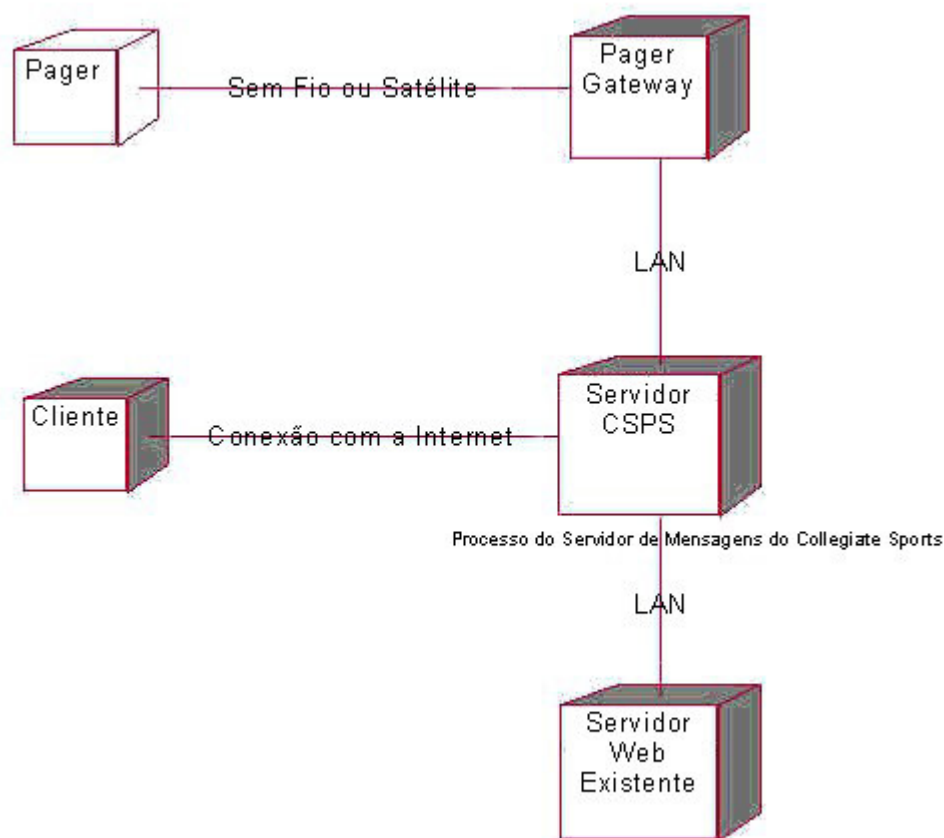 Pager
Sem Fio ou Satélite
Pager
Gateway
LAN
Cliente
Conexão com a Internet
Servidor
CSPS
Processo do Servidor de Mensagens do Collegiate Sports
LAN
Servidor
Web
Existente